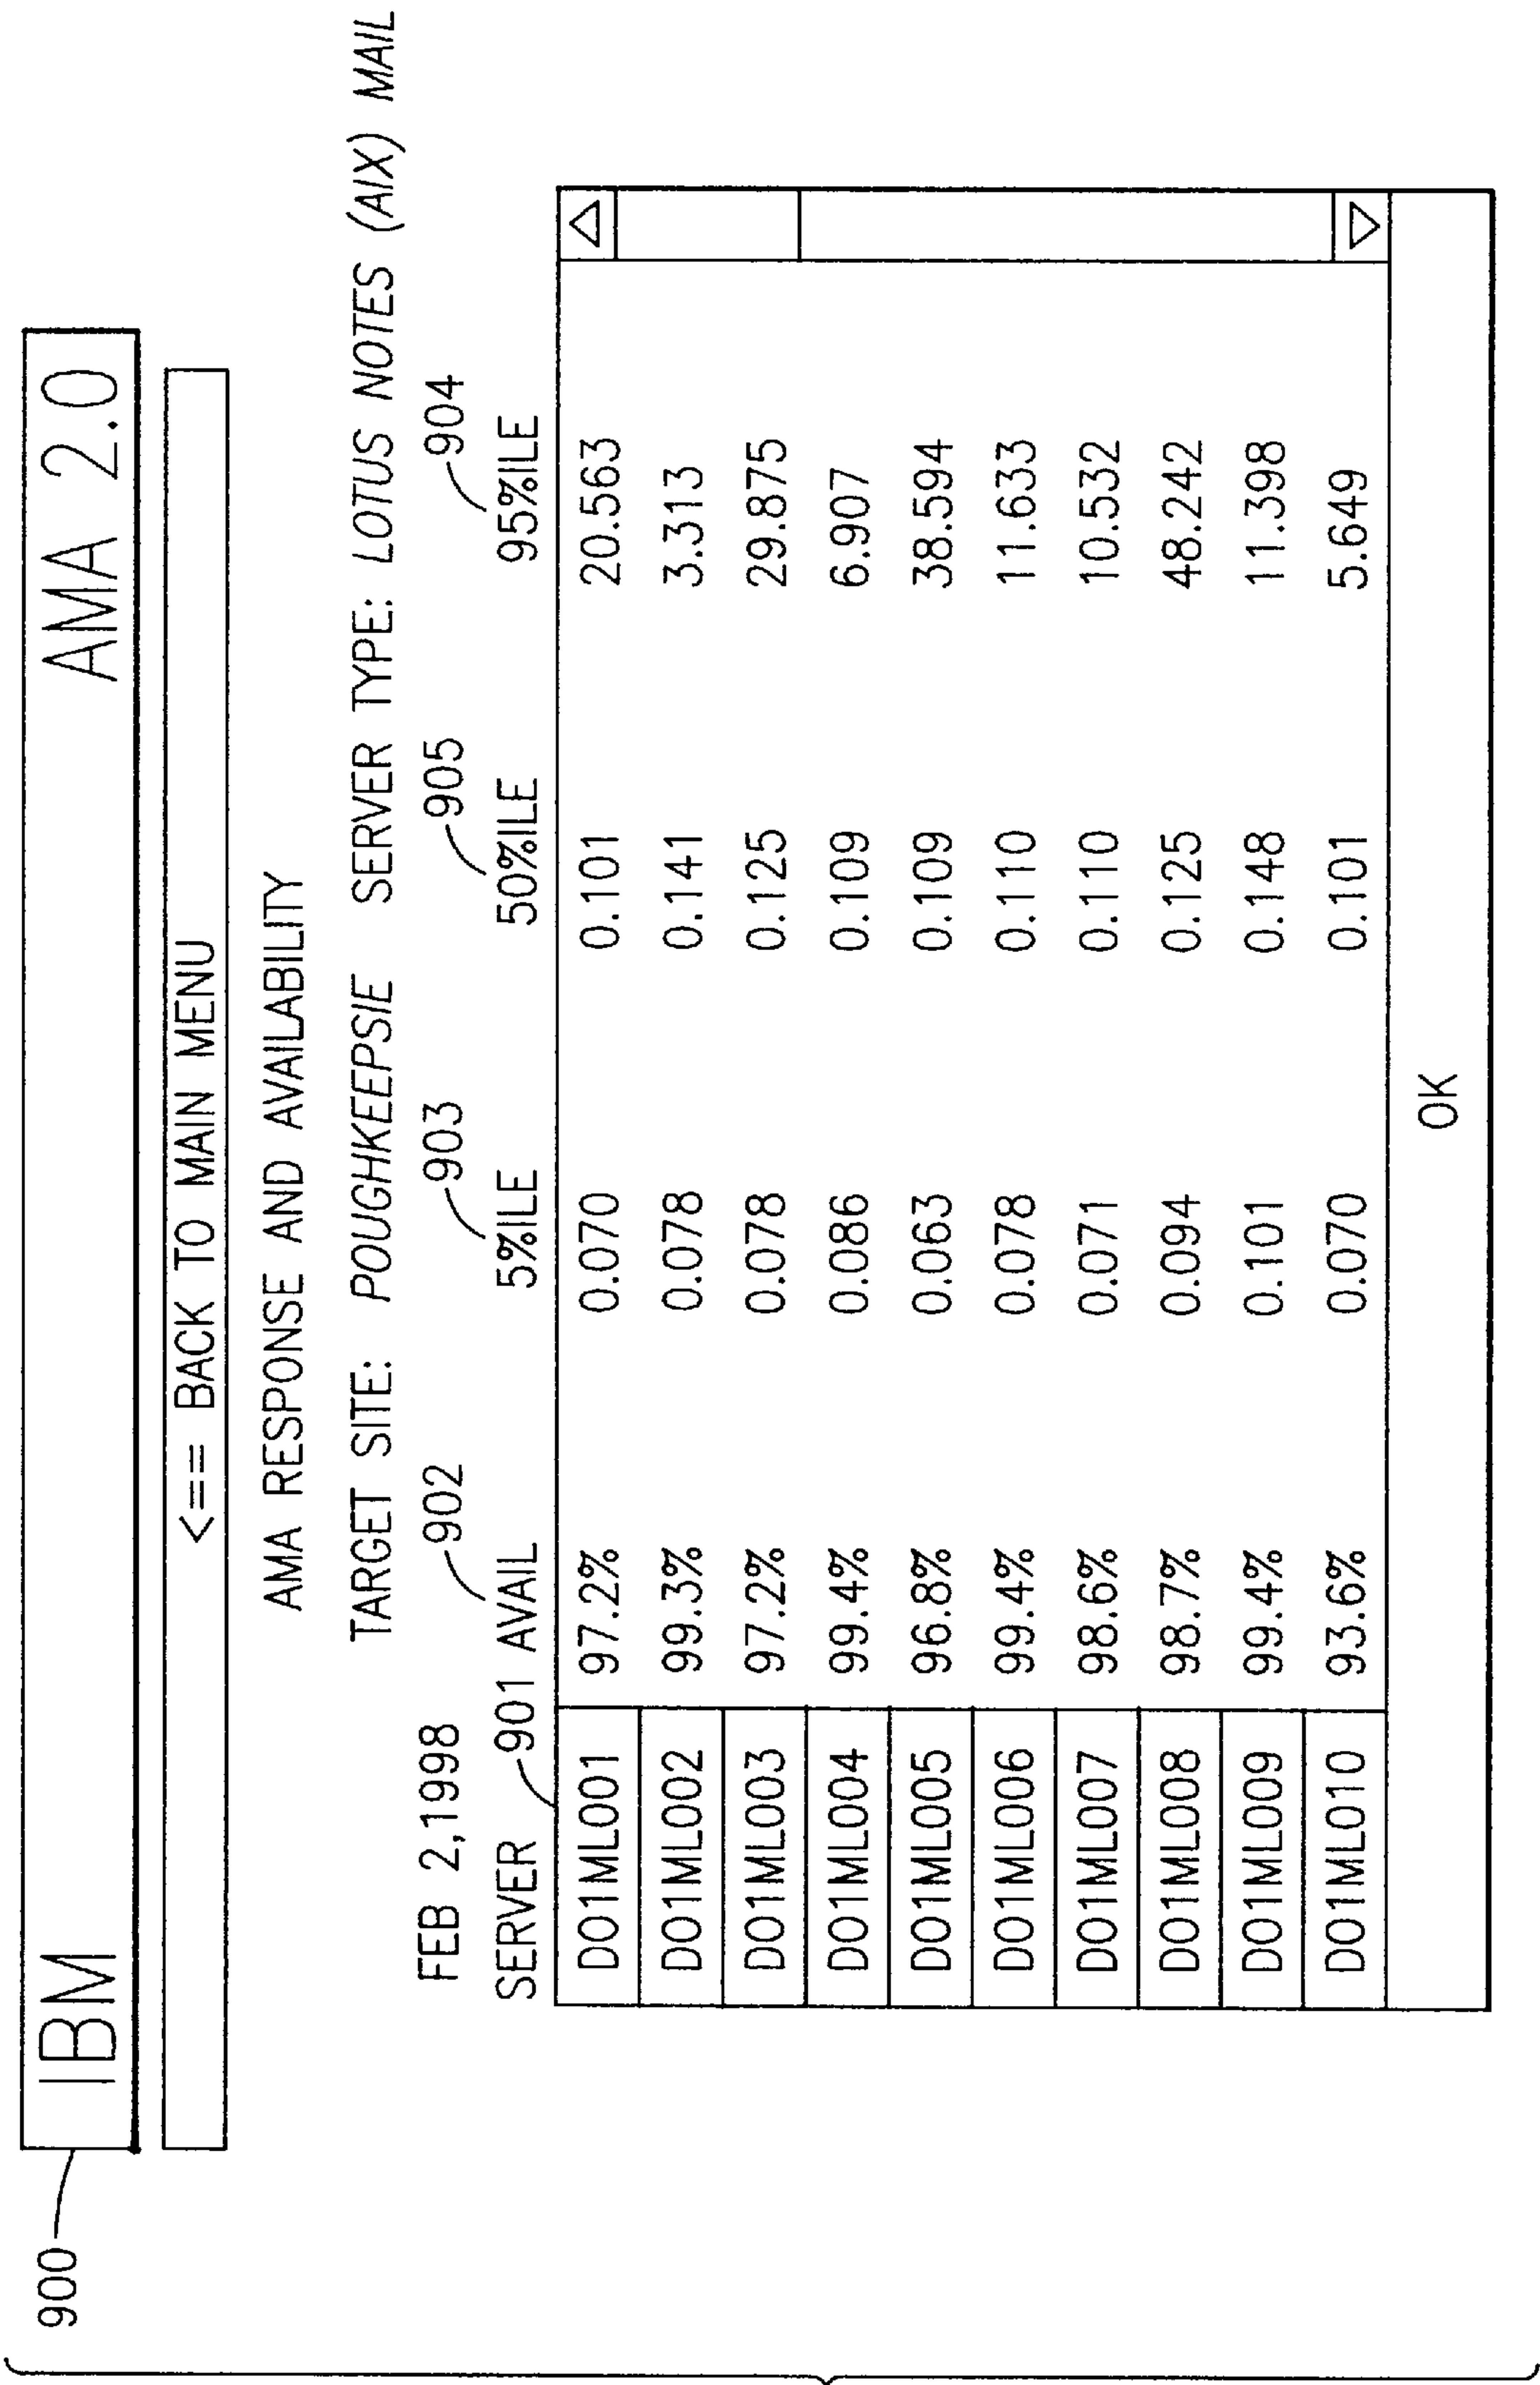 900
IBM AMA 2.0
<== BACK TO MAIN MENU
AMA RESPONSE AND AVAILABILITY
TARGET SITE: POUGHKEEPSIE SERVER TYPE: LOTUS NOTES (AIX) MAIL
FEB 2,1998 902 903 905 904
SERVER 901 AVAIL 5%ILE 50%ILE 95%ILE
DO1ML001 97.2% 0.070 0.101 20.563
DO1ML002 99.3% 0.078 0.141 3.313
DO1ML003 97.2% 0.078 0.125 29.875
DO1ML004 99.4% 0.086 0.109 6.907
DO1ML005 96.8% 0.063 0.109 38.594
DO1ML006 99.4% 0.078 0.110 11.633
DO1ML007 98.6% 0.071 0.110 10.532
DO1ML008 98.7% 0.094 0.125 48.242
DO1ML009 99.4% 0.101 0.148 11.398
DO1ML010 93.6% 0.070 0.101 5.649
OK